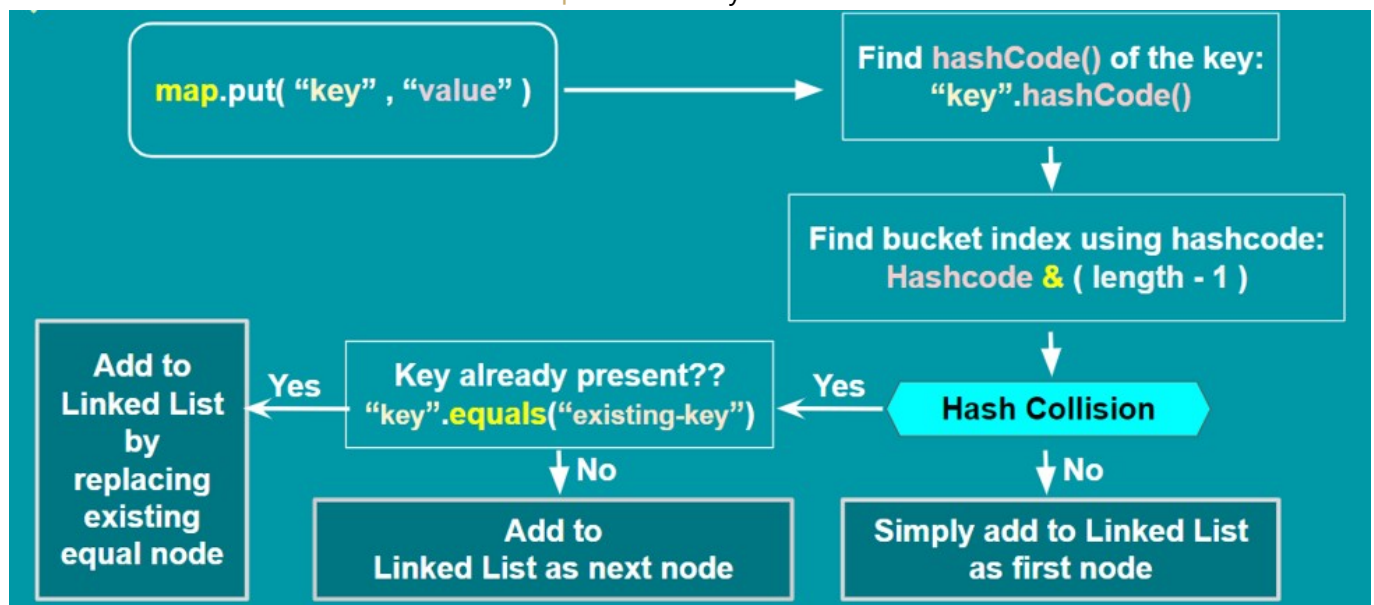 map.put( “key” , “value” )
Find hashCode() of the key:
“key”.hashCode()
Find bucket index using hashcode:
Hashcode & ( length - 1 )
Hash Collision
Yes
No
Key already present??
“key”.equals(“existing-key”)
Yes
No
Add to
Linked List
by
replacing
existing
equal node
Add to
Linked List as next node
Simply add to Linked List
as first node